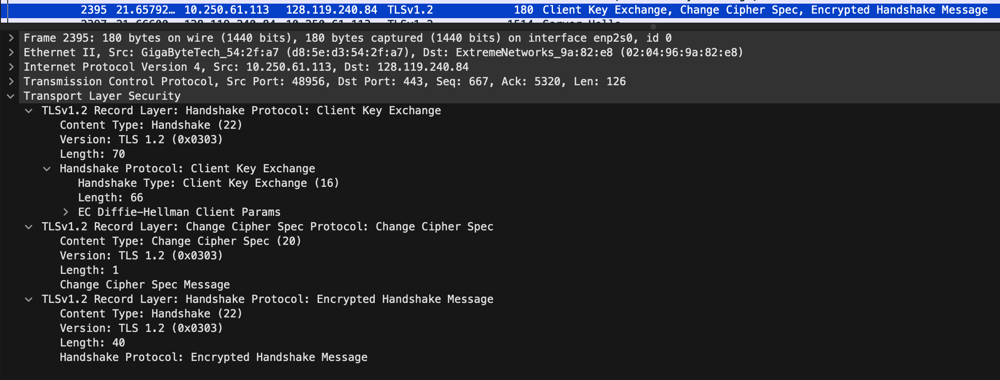 2395 21.65792… 10.250.61.113 128.119.240.84 TLSv1.2 180 Client Key Exchange, Change Cipher Spec, Encrypted Handshake Message
Frame 2395: 180 bytes on wire (1440 bits), 180 bytes captured (1440 bits) on interface enp2s0, id 0
Ethernet II, Src: GigaByteTech_54:2f:a7 (d8:5e:d3:54:2f:a7), Dst: ExtremeNetworks_9a:82:e8 (02:04:96:9a:82:e8)
Internet Protocol Version 4, Src: 10.250.61.113, Dst: 128.119.240.84
Transmission Control Protocol, Src Port: 48956, Dst Port: 443, Seq: 667, Ack: 5320, Len: 126
Transport Layer Security
TLSv1.2 Record Layer: Handshake Protocol: Client Key Exchange
Content Type: Handshake (22)
Version: TLS 1.2 (0x0303)
Length: 70
Handshake Protocol: Client Key Exchange
Handshake Type: Client Key Exchange (16)
Length: 66
EC Diffie-Hellman Client Params
TLSv1.2 Record Layer: Change Cipher Spec Protocol: Change Cipher Spec
Content Type: Change Cipher Spec (20)
Version: TLS 1.2 (0x0303)
Length: 1
Change Cipher Spec Message
TLSv1.2 Record Layer: Handshake Protocol: Encrypted Handshake Message
Content Type: Handshake (22)
Version: TLS 1.2 (0x0303)
Length: 40
Handshake Protocol: Encrypted Handshake Message